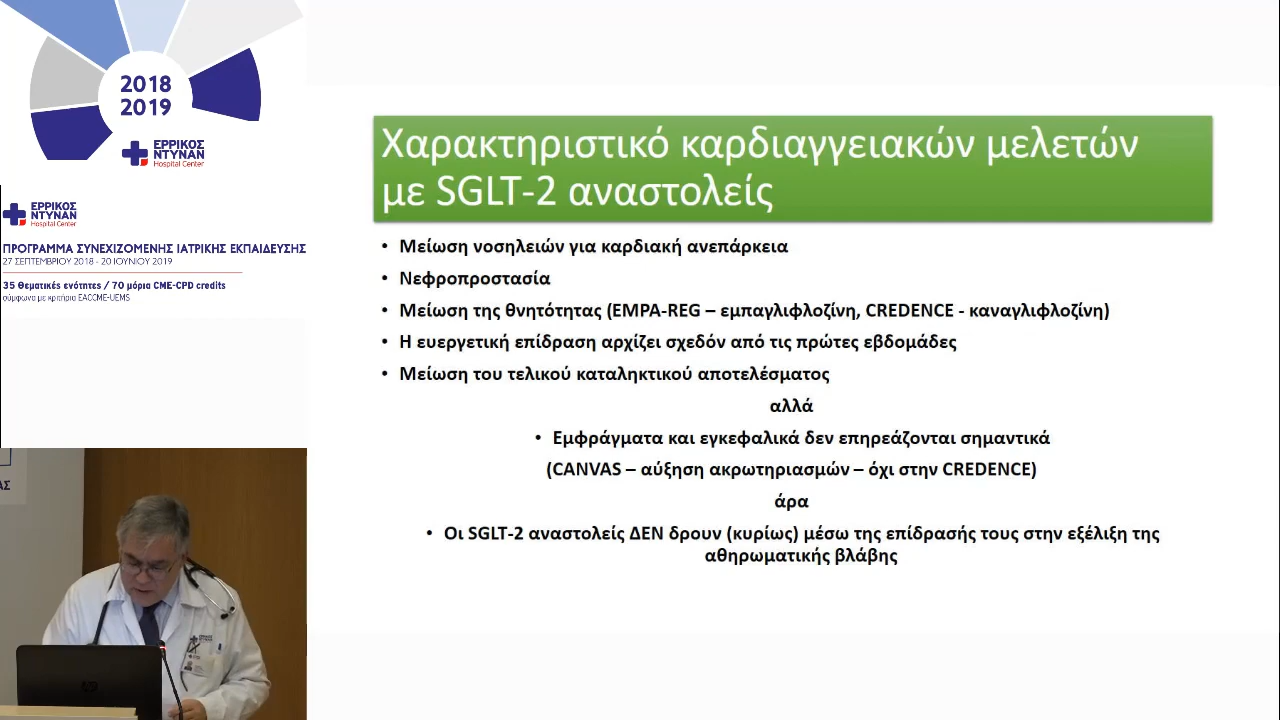 2018
2019
ΕΡΡΙΚΟΣ
ΝΤΥΝΑΝ
Hospital Center
ΕΡΡΙΚΟΣ
ΝΤΥΝΑΝ
Hospital Center
ΠΡΟΓΡΑΜΜΑ ΣΥΝΕΧΙΖΟΜΕΝΗΣ ΙΑΤΡΙΚΗΣ ΕΚΠΑΙΔΕΥΣΗΣ
27 ΣΕΠΤΕΜΒΡΙΟΥ 2018 - 20 ΙΟΥΝΙΟΥ 2019
35 θεματικές ενότητες / 70 μόρια CME-CPD credits
σύμφωνα με κριτήρια EACCME-UEMS
Χαρακτηριστικό καρδιαγγειακών μελετών
με SGLT-2 αναστολείς
• Μείωση νοσηλειών για καρδιακή ανεπάρκεια
• Νεφροπροστασία
• Μείωση της θνητότητας (EMPA-REG – εμπαγλιφλοζίνη, CREDENCE - καναγλιφλοζίνη)
• Η ευεργετική επίδραση αρχίζει σχεδόν από τις πρώτες εβδομάδες
• Μείωση του τελικού καταληκτικού αποτελέσματος
αλλά
• Εμφράγματα και εγκεφαλικά δεν επηρεάζονται σημαντικά
(CANVAS – αύξηση ακρωτηριασμών – όχι στην CREDENCE)
άρα
• Οι SGLT-2 αναστολείς ΔΕΝ δρουν (κυρίως) μέσω της επίδρασής τους στην εξέλιξη της
αθηρωματικής βλάβης
ΑΣ
ΕΡΡΙΚΟΣ
ΝΤΥΝΑΝ